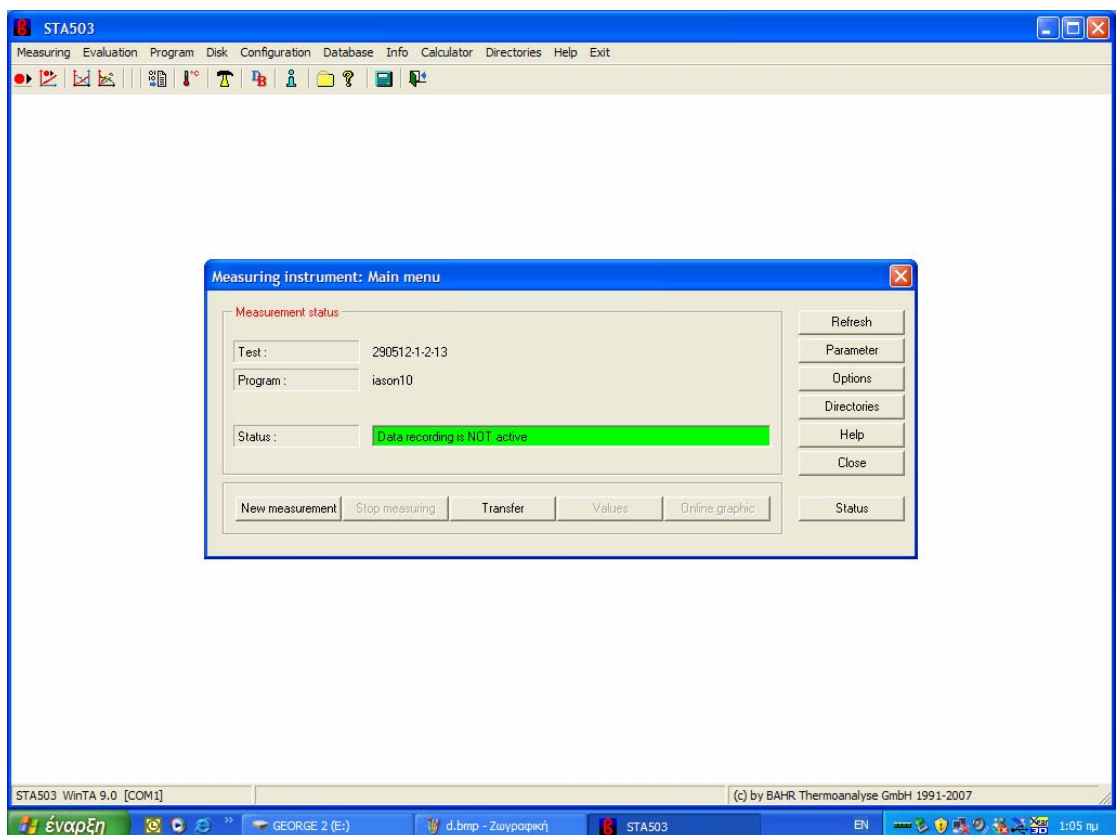 STA503
Measuring Evaluation Program Disk Configuration Database Info Calculator Directories Help Exit
Measuring instrument: Main menu
Measurement status
Refresh
Test : 290512-1-2-13
Parameter
Program : iason10
Options
Directories
Status : Data recording is NOT active
Help
Close
New measurement Stop measuring Transfer Values Online graphic Status
STA503 WinTA 9.0 [COM1] (c) by BAHR Thermoanalyse GmbH 1991-2007
έναρξη » GEORGE 2 (E:) d.bmp - Ζωγραφική STA503 EN 1:05 πμ